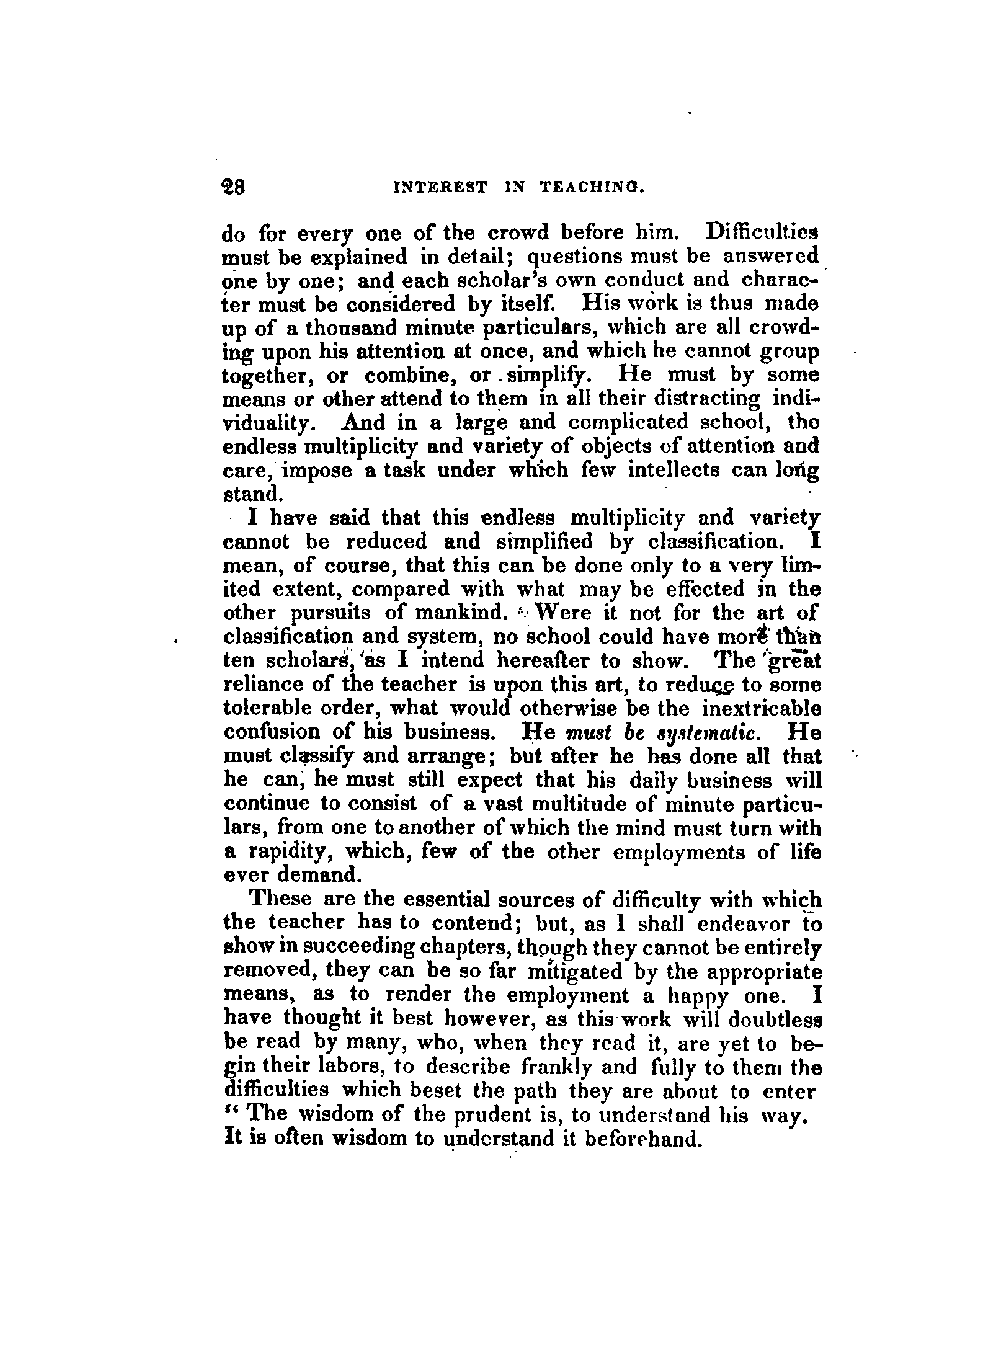 28 INTEREST IN TEACHING.
do for every one of the crowd before him. Difficulties
must be explained in detail; questions must be answered
one by one; and each scholar's own conduct and charac-
ter must be considered by itself. His work is thus made
up of a thousand minute particulars, which are all crowd-
ing upon his attention at once, and which he cannot group
together, or combine, or simplify. He must by some
means or other attend to them in all their distracting indi-
viduality. And in a large and complicated school, the
endless multiplicity and variety of objects of attention and
care, impose a task under which few intellects can long
stand.
I have said that this endless multiplicity and variety
cannot be reduced and simplified by classification. I
mean, of course, that this can be done only to a very lim-
ited extent, compared with what may be effected in the
other pursuits of mankind. Were it not for the art of
classification and system, no school could have more than
ten scholars, as I intend hereafter to show. The great
reliance of the teacher is upon this art, to reduce to some
tolerable order, what would otherwise be the inextricable
confusion of his business. He must be systematic. He
must classify and arrange; but after he has done all that
he can, he must still expect that his daily business will
continue to consist of a vast multitude of minute particu-
lars, from one to another of which the mind must turn with
a rapidity, which, few of the other employments of life
ever demand.
These are the essential sources of difficulty with which
the teacher has to contend; but, as I shall endeavor to
show in succeeding chapters, though they cannot be entirely
removed, they can be so far mitigated by the appropriate
means, as to render the employment a happy one. I
have thought it best however, as this work will doubtless
be read by many, who, when they read it, are yet to be-
gin their labors, to describe frankly and fully to them the
difficulties which beset the path they are about to enter
“ The wisdom of the prudent is, to understand his way.
It is often wisdom to understand it beforehand.